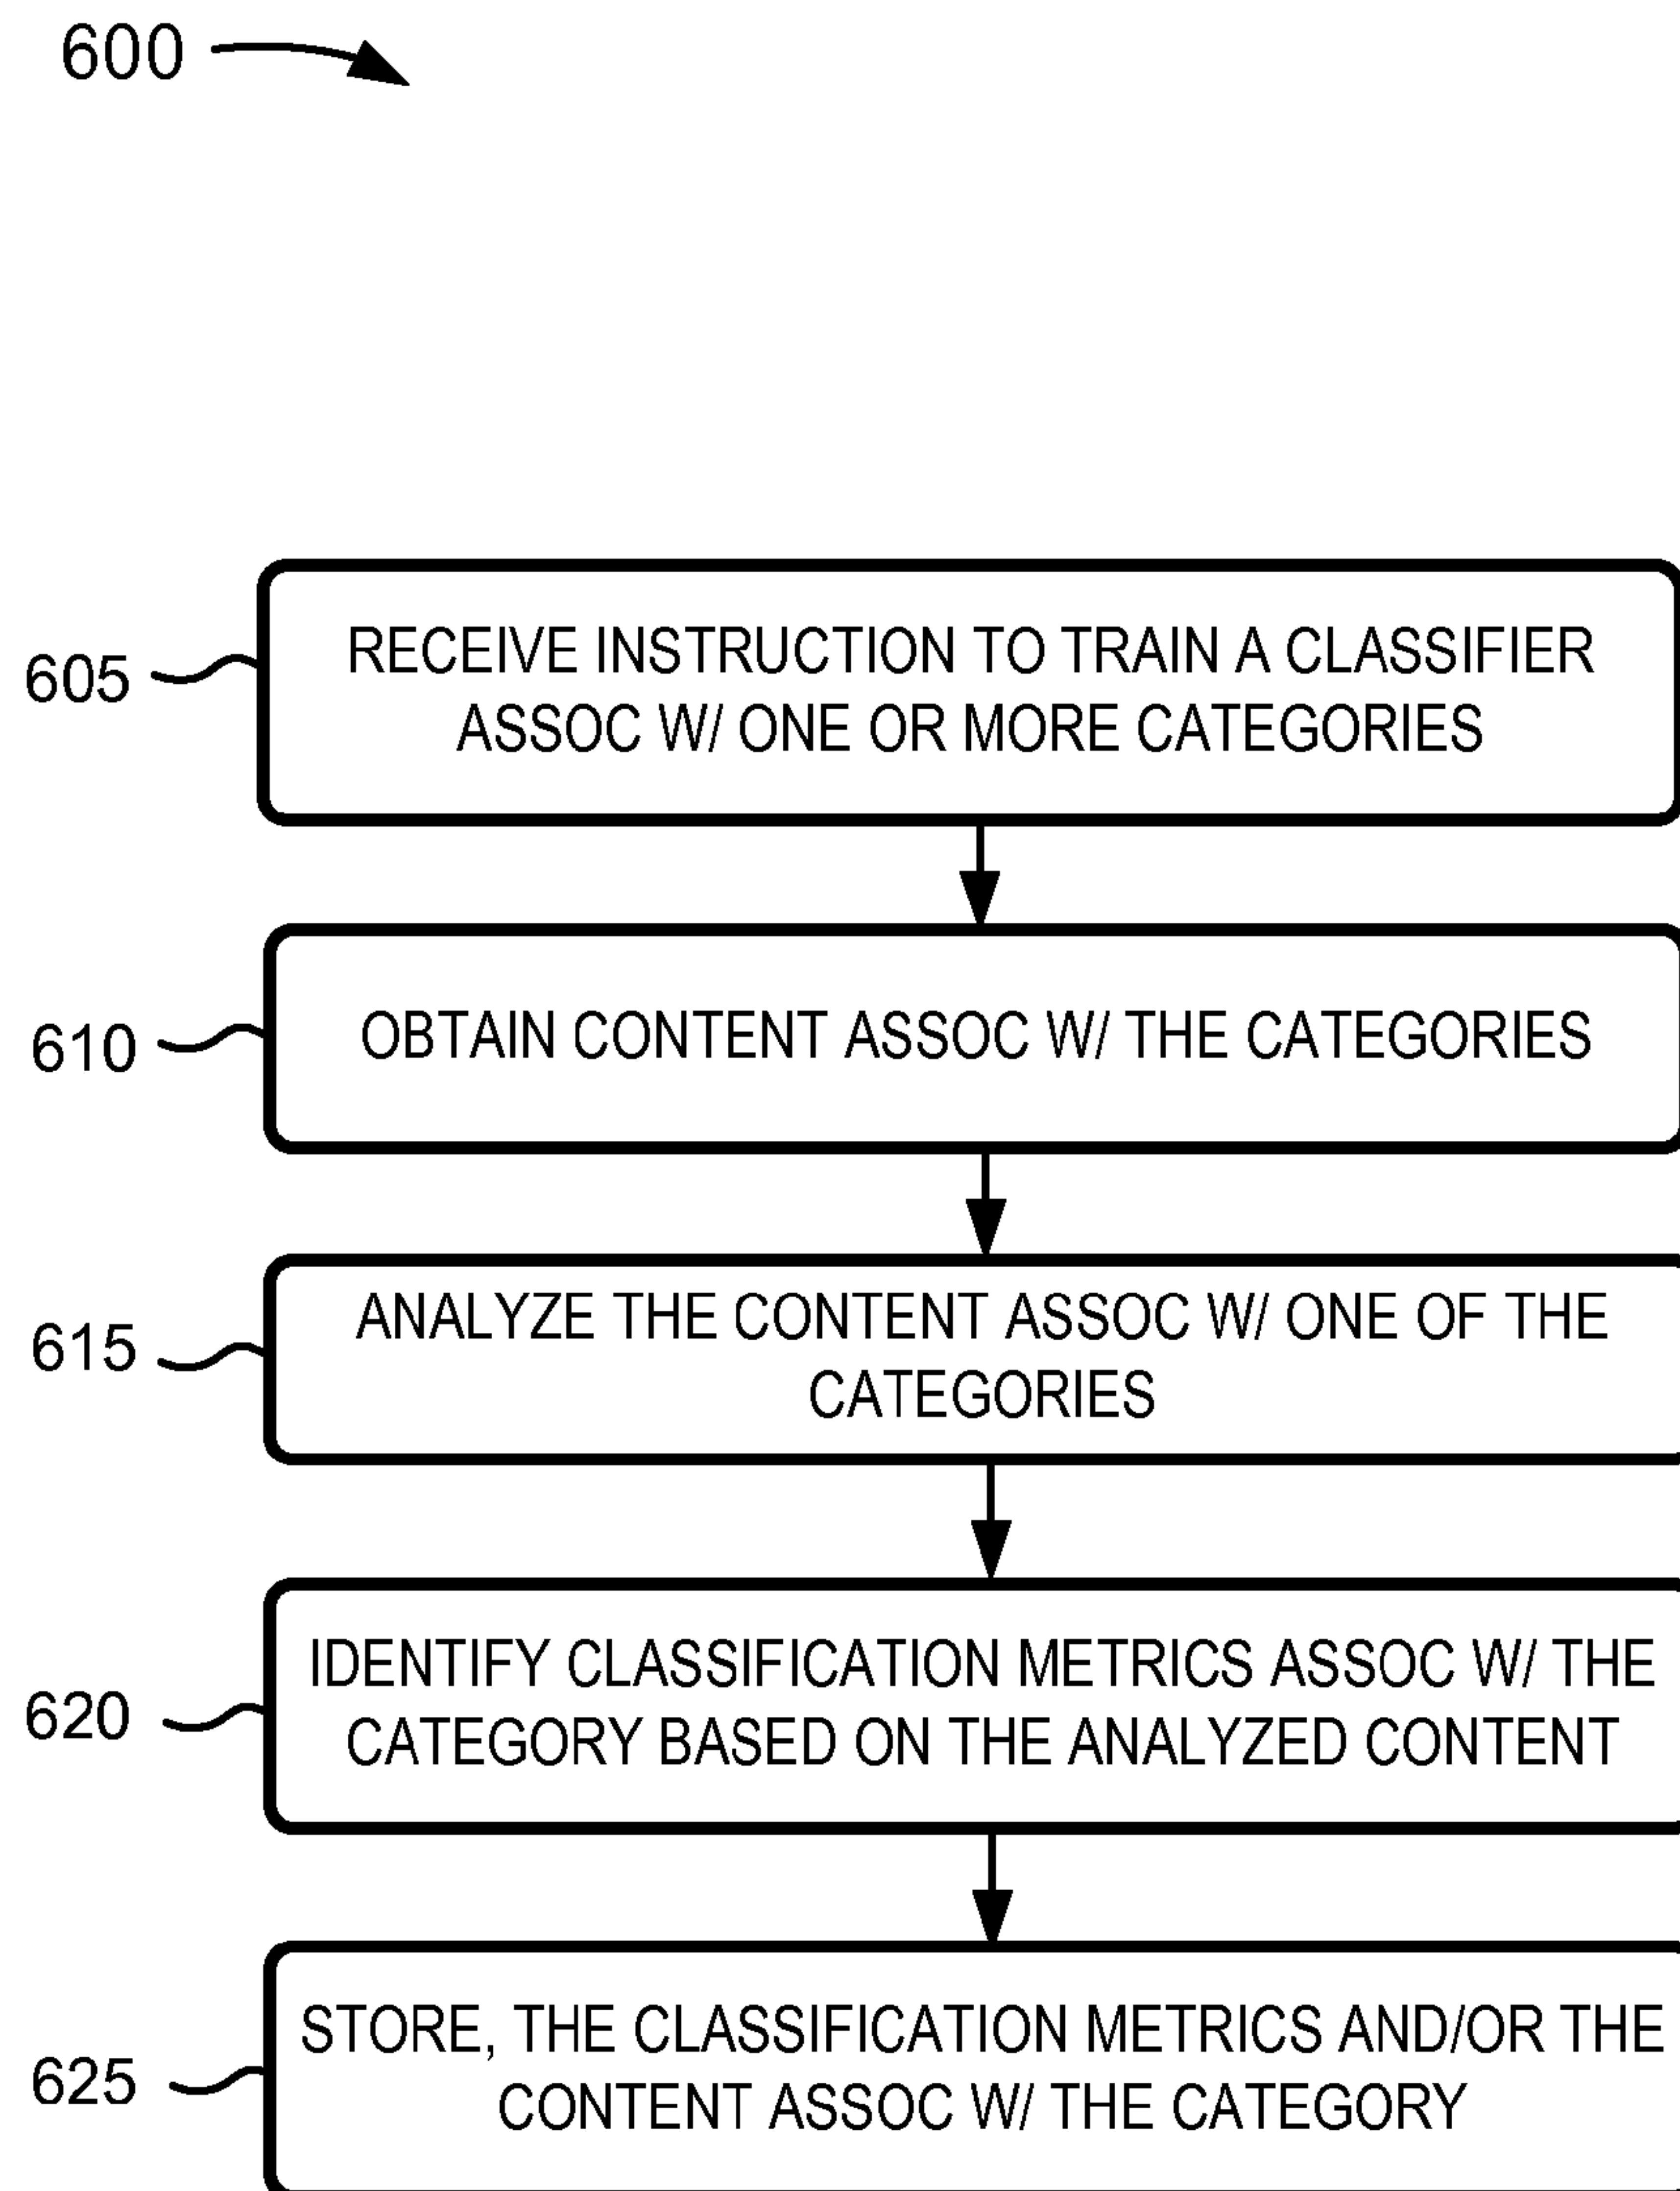 600
605
RECEIVE INSTRUCTION TO TRAIN A CLASSIFIER
ASSOC W/ ONE OR MORE CATEGORIES
610
OBTAIN CONTENT ASSOC W/ THE CATEGORIES
615
ANALYZE THE CONTENT ASSOC W/ ONE OF THE
CATEGORIES
620
IDENTIFY CLASSIFICATION METRICS ASSOC W/ THE
CATEGORY BASED ON THE ANALYZED CONTENT
625
STORE, THE CLASSIFICATION METRICS AND/OR THE
CONTENT ASSOC W/ THE CATEGORY